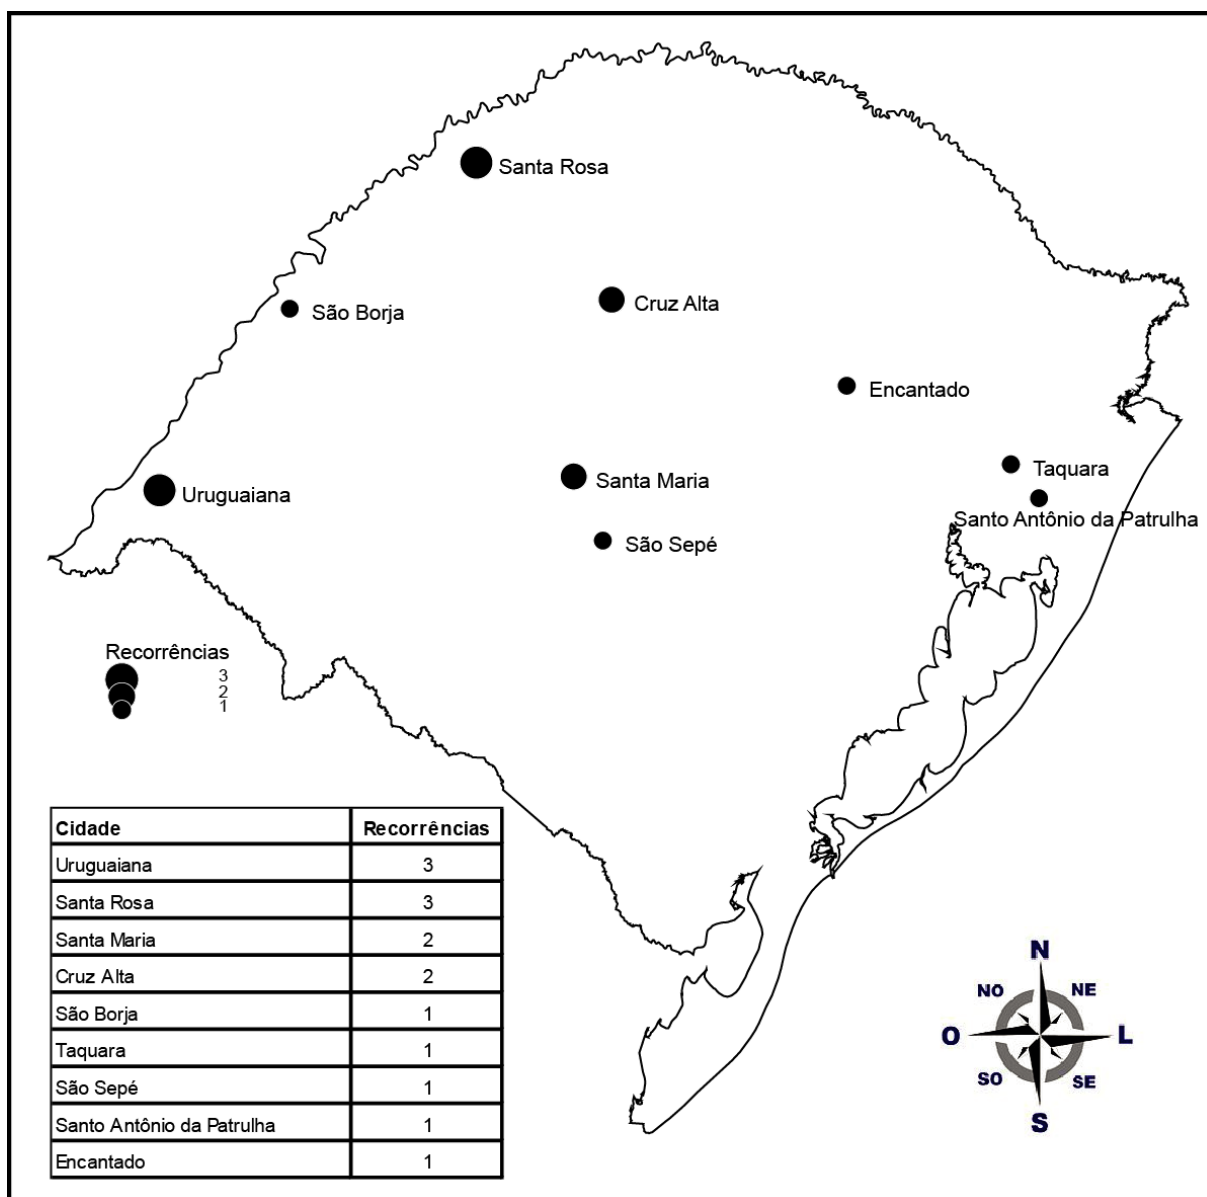 Santa Rosa
São Borja
Cruz Alta
Encantado
Taquara
Santa Maria
Uruguaiana
Santo Antônio da Patrulha
São Sepé
Recorrências
3
2
1
Cidade Recorrências
Uruguaiana 3
Santa Rosa 3
Santa Maria 2
Cruz Alta 2
São Borja 1
Taquara 1
São Sepé 1
Santo Antônio da Patrulha 1
Encantado 1
N
NO NE
O L
SO SE
S